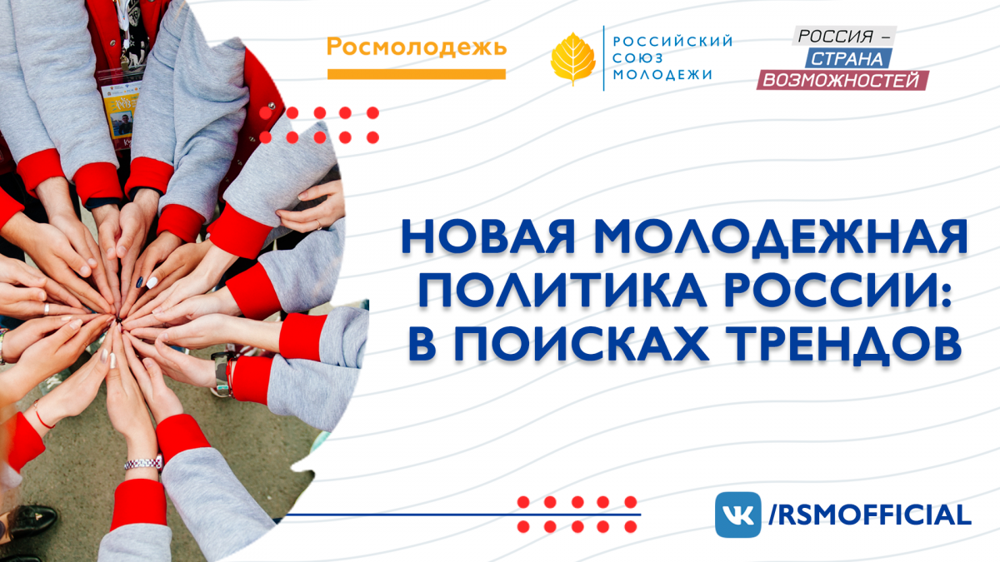 Росмолодежь
РОССИЙСКИЙ
СОЮЗ
МОЛОДЕЖИ
РОССИЯ –
СТРАНА
ВОЗМОЖНОСТЕЙ
НОВАЯ МОЛОДЕЖНАЯ
ПОЛИТИКА РОССИИ:
В ПОИСКАХ ТРЕНДОВ
/RSMOFFICIAL